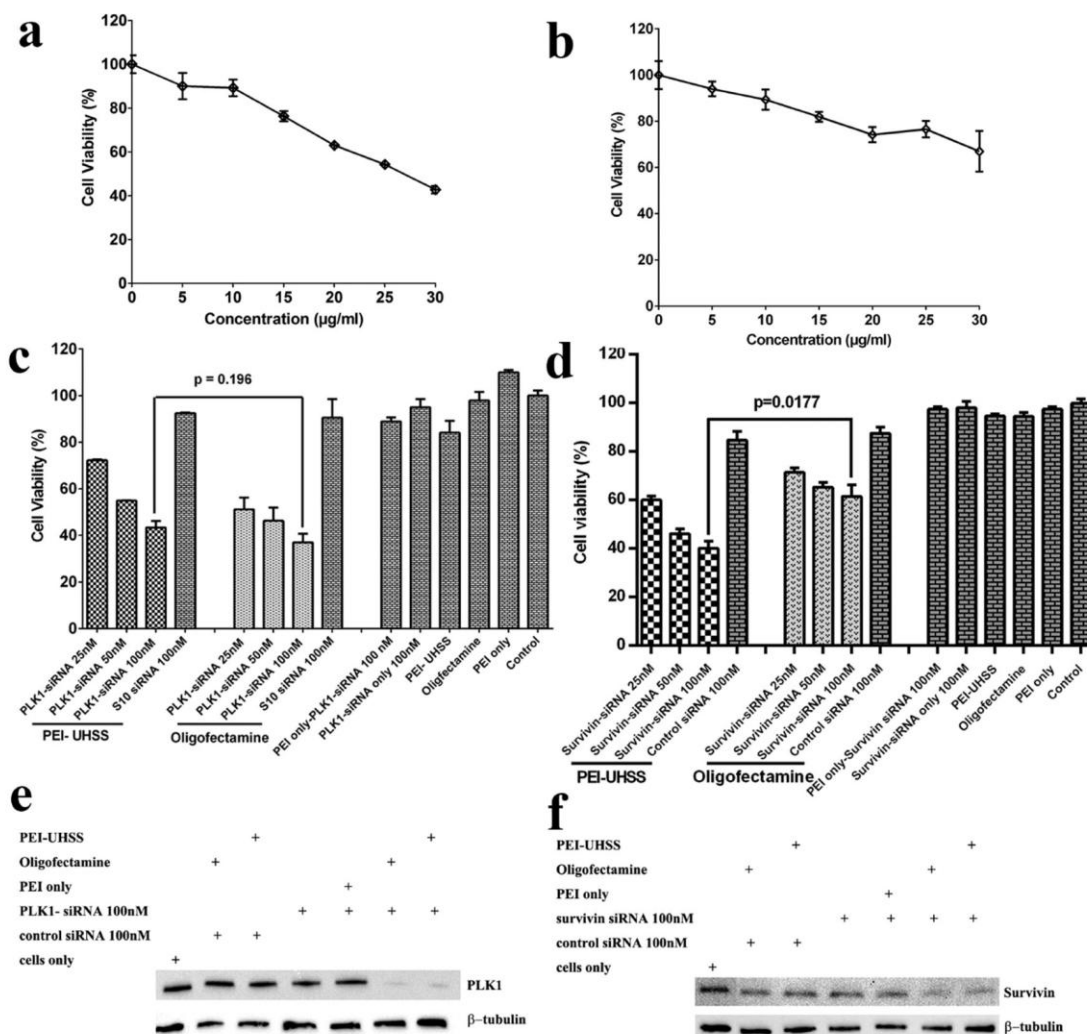 a
120
100
80
60
40
20
0
Cell Viability (%)
0 5 10 15 20 25 30
Concentration (µg/ml)
b
120
100
80
60
40
20
0
Cell Viability (%)
0 5 10 15 20 25 30
Concentration (µg/ml)
c
120
100
80
60
40
20
0
Cell Viability (%)
p = 0.196
PLK1-siRNA 25nM
PLK1-siRNA 50nM
PLK1-siRNA 100nM
S10 siRNA 100nM
PLK1-siRNA 25nM
PLK1-siRNA 50nM
PLK1-siRNA 100nM
S10 siRNA 100nM
PEI only-PLK1-siRNA 100 nM
PLK1-siRNA only 100nM
PEI- UHSS
Oligfectamine
PEI only
Control
PEI- UHSS
Oligofectamine
d
120
100
80
60
40
20
0
Cell viability (%)
p=0.0177
Survivin-siRNA 25nM
Survivin-siRNA 50nM
Survivin-siRNA 100nM
Control siRNA 100nM
Survivin-siRNA 25nM
Survivin-siRNA 50nM
Survivin-siRNA 100nM
Control siRNA 100nM
PEI only-Survivin siRNA 100nM
Survivin-siRNA only 100nM
PEI-UHSS
Oligofectamine
PEI only
Control
PEI-UHSS
Oligofectamine
e
PEI-UHSS + +
Oligofectamine + +
PEI only +
PLK1- siRNA 100nM + + + +
control siRNA 100nM + +
cells only +
PLK1
β-tubulin
f
PEI-UHSS + +
Oligofectamine + +
PEI only +
survivin siRNA 100nM + + + +
control siRNA 100nM + +
cells only +
Survivin
β-tubulin